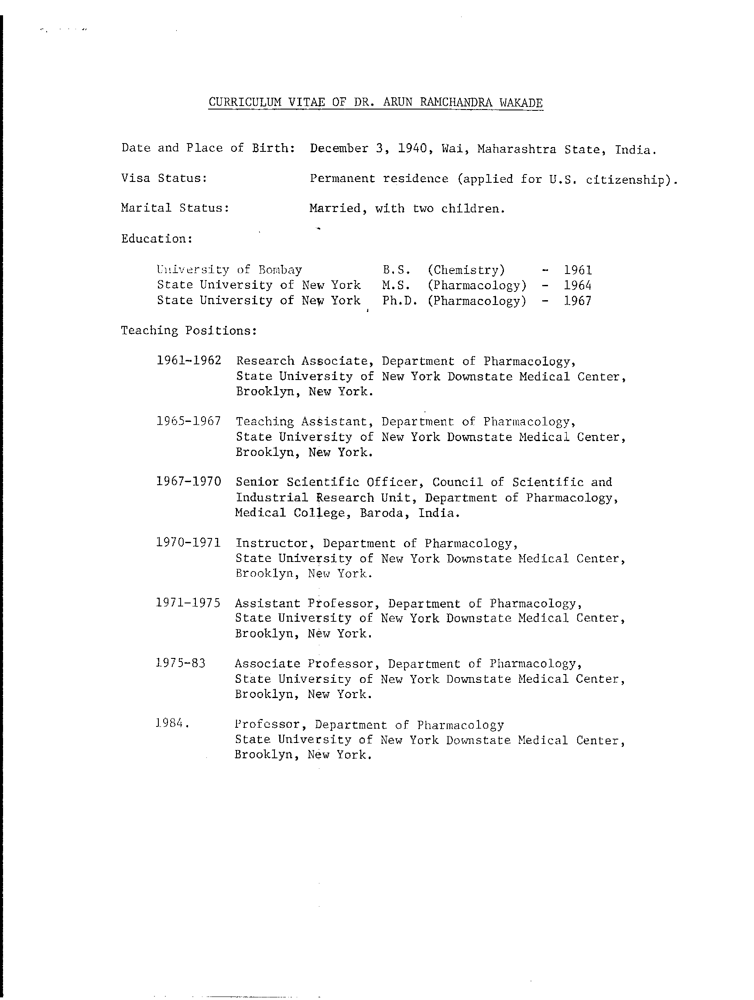 CURRICULUM VITAE OF DR. ARUN RAMCHANDRA WAKADE
Date and Place of Birth: December 3, 1940, Wai, Maharashtra State, India.
Visa Status: Permanent residence (applied for U.S. citizenship).
Marital Status: Married, with two children.
Education:
University of Bombay B.S. (Chemistry) - 1961
State University of New York M.S. (Pharmacology) - 1964
State University of New York Ph.D. (Pharmacology) - 1967
Teaching Positions:
1961-1962 Research Associate, Department of Pharmacology,
State University of New York Downstate Medical Center,
Brooklyn, New York.
1965-1967 Teaching Assistant, Department of Pharmacology,
State University of New York Downstate Medical Center,
Brooklyn, New York.
1967-1970 Senior Scientific Officer, Council of Scientific and
Industrial Research Unit, Department of Pharmacology,
Medical College, Baroda, India.
1970-1971 Instructor, Department of Pharmacology,
State University of New York Downstate Medical Center,
Brooklyn, New York.
1971-1975 Assistant Professor, Department of Pharmacology,
State University of New York Downstate Medical Center,
Brooklyn, New York.
1975-83 Associate Professor, Department of Pharmacology,
State University of New York Downstate Medical Center,
Brooklyn, New York.
1984. Professor, Department of Pharmacology
State University of New York Downstate Medical Center,
Brooklyn, New York.